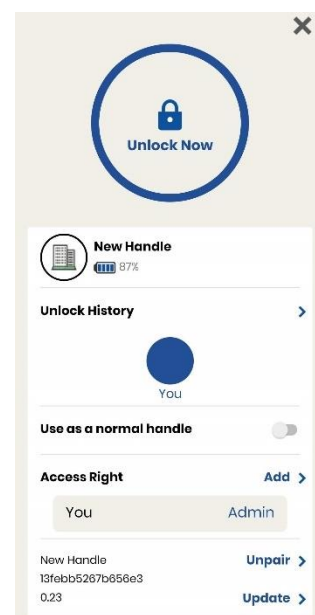 Unlock Now
New Handle
87%
Unlock History
You
Use as a normal handle
Access Right Add
You Admin
New Handle Unpair
13febb5267b656e3
0.23 Update